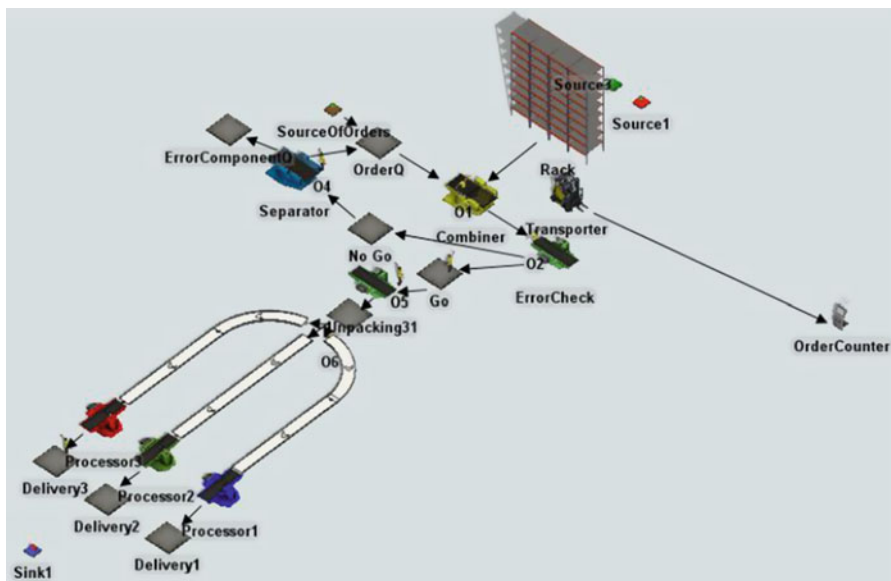 Source3
Source1
SourceOfOrders
ErrorComponentQ
OrderQ
O4
Rack
Separator
O1
Combiner
Transporter
No Go
O2
O5
Go
ErrorCheck
Unpacking31
OrderCounter
O6
Processor3
Delivery3
Processor2
Delivery2
Processor1
Delivery1
Sink1